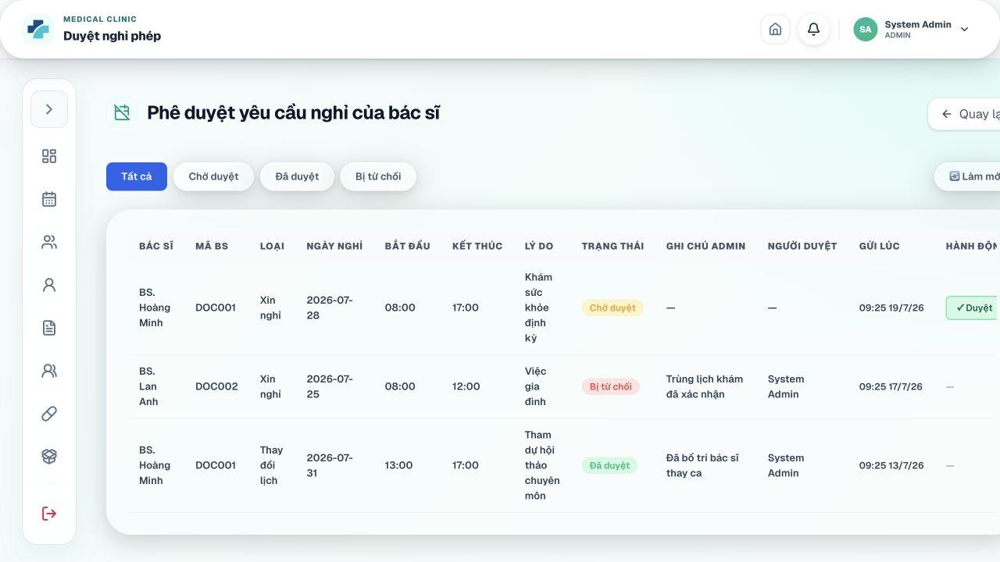 MEDICAL CLINIC
Duyệt nghỉ phép
SA
System Admin
ADMIN
Phê duyệt yêu cầu nghỉ của bác sĩ
Quay lạ
Tất cả
Chờ duyệt
Đã duyệt
Bị từ chối
Làm mớ
BÁC SĨ MÃ BS LOẠI NGÀY NGHỈ BẮT ĐẦU KẾT THÚC LÝ DO TRẠNG THÁI GHI CHÚ ADMIN NGƯỜI DUYỆT GỬI LÚC HÀNH ĐỘN
BS.
Hoàng
Minh
DOC001
Xin
nghỉ
2026-07-
28
08:00
17:00
Khám
sức
khỏe
định
kỳ
Chờ duyệt
—
—
09:25 19/7/26
✓ Duyệt
BS.
Lan
Anh
DOC002
Xin
nghỉ
2026-07-
25
08:00
12:00
Việc
gia
đình
Bị từ chối
Trùng lịch khám
đã xác nhận
System
Admin
09:25 17/7/26
—
BS.
Hoàng
Minh
DOC001
Thay
đổi
lịch
2026-07-
31
13:00
17:00
Tham
dự hội
thảo
chuyên
môn
Đã duyệt
Đã bố trí bác sĩ
thay ca
System
Admin
09:25 13/7/26
—